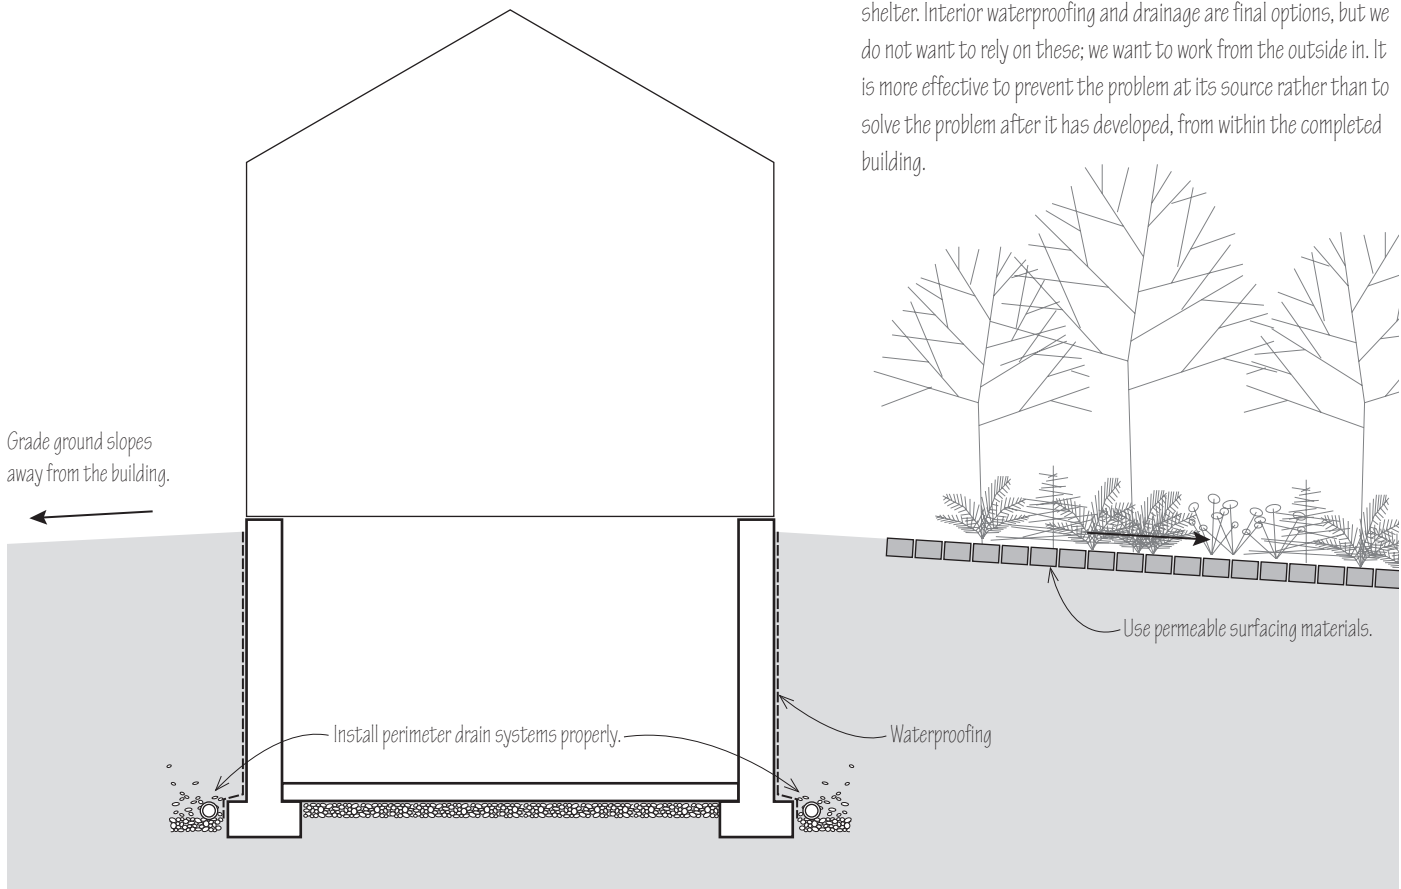 shelter. Interior waterproofing and drainage are final options, but we
do not want to rely on these; we want to work from the outside in. It
is more effective to prevent the problem at its source rather than to
solve the problem after it has developed, from within the completed
building.
Grade ground slopes
away from the building.
Use permeable surfacing materials.
Install perimeter drain systems properly.
Waterproofing